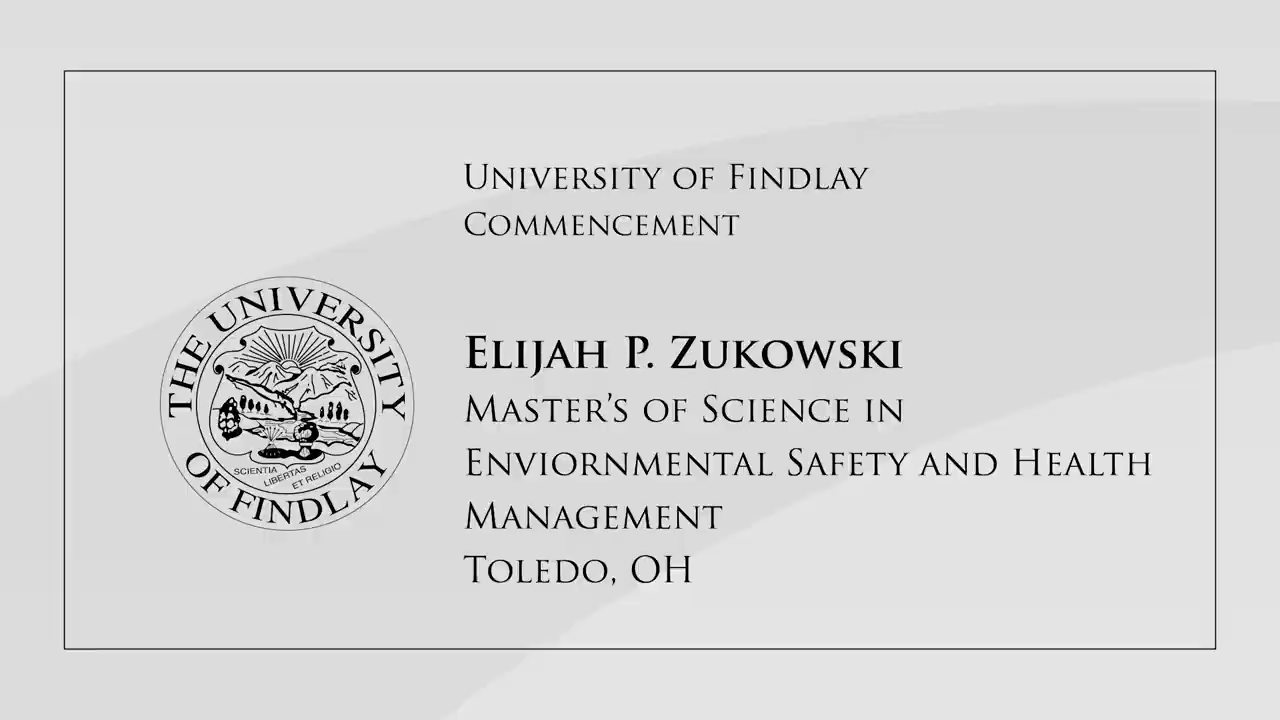 University of Findlay
Commencement
THE UNIVERSITY OF FINDLAY
SCIENTIA
LIBERTAS
ET RELIGIO
Elijah P. Zukowski
Master's of Science in
Enviornmental Safety and Health
Management
Toledo, OH